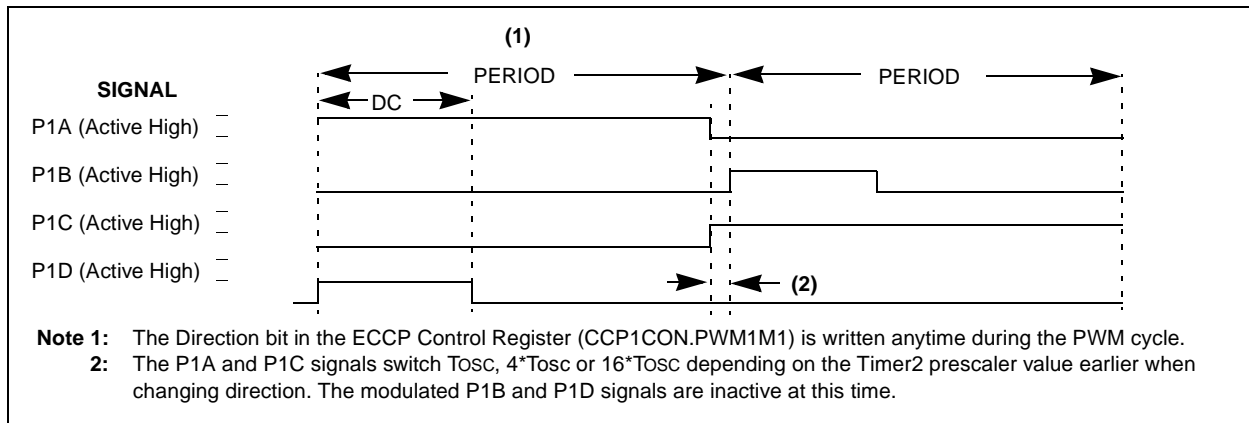 (1)
PERIOD PERIOD
SIGNAL
DC
P1A (Active High)
P1B (Active High)
P1C (Active High)
P1D (Active High)
(2)
Note 1: The Direction bit in the ECCP Control Register (CCP1CON.PWM1M1) is written anytime during the PWM cycle.
2: The P1A and P1C signals switch TOSC, 4*Tosc or 16*TOSC depending on the Timer2 prescaler value earlier when
changing direction. The modulated P1B and P1D signals are inactive at this time.